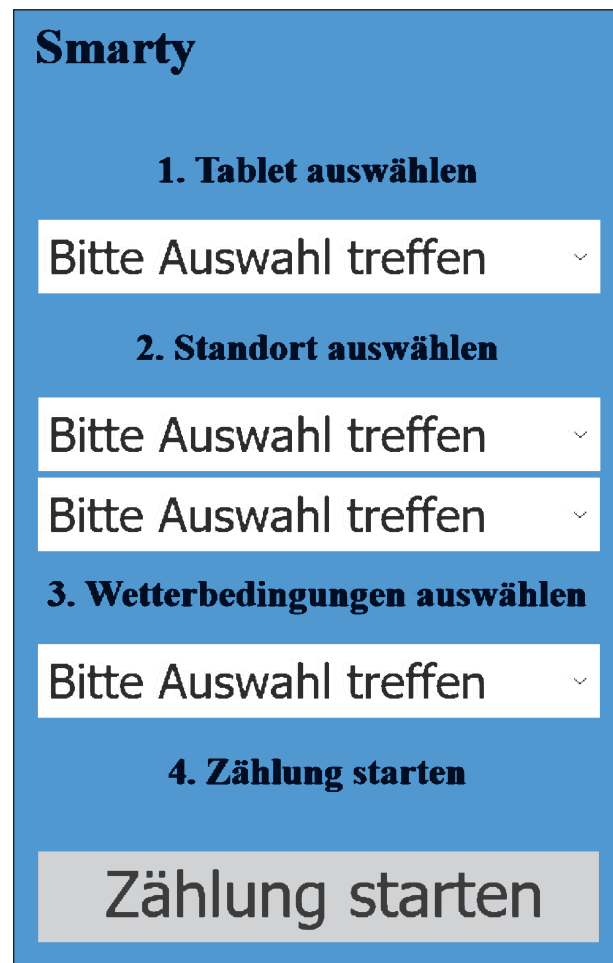 Smarty
1. Tablet auswählen
Bitte Auswahl treffen
2. Standort auswählen
Bitte Auswahl treffen
Bitte Auswahl treffen
3. Wetterbedingungen auswählen
Bitte Auswahl treffen
4. Zählung starten
Zählung starten